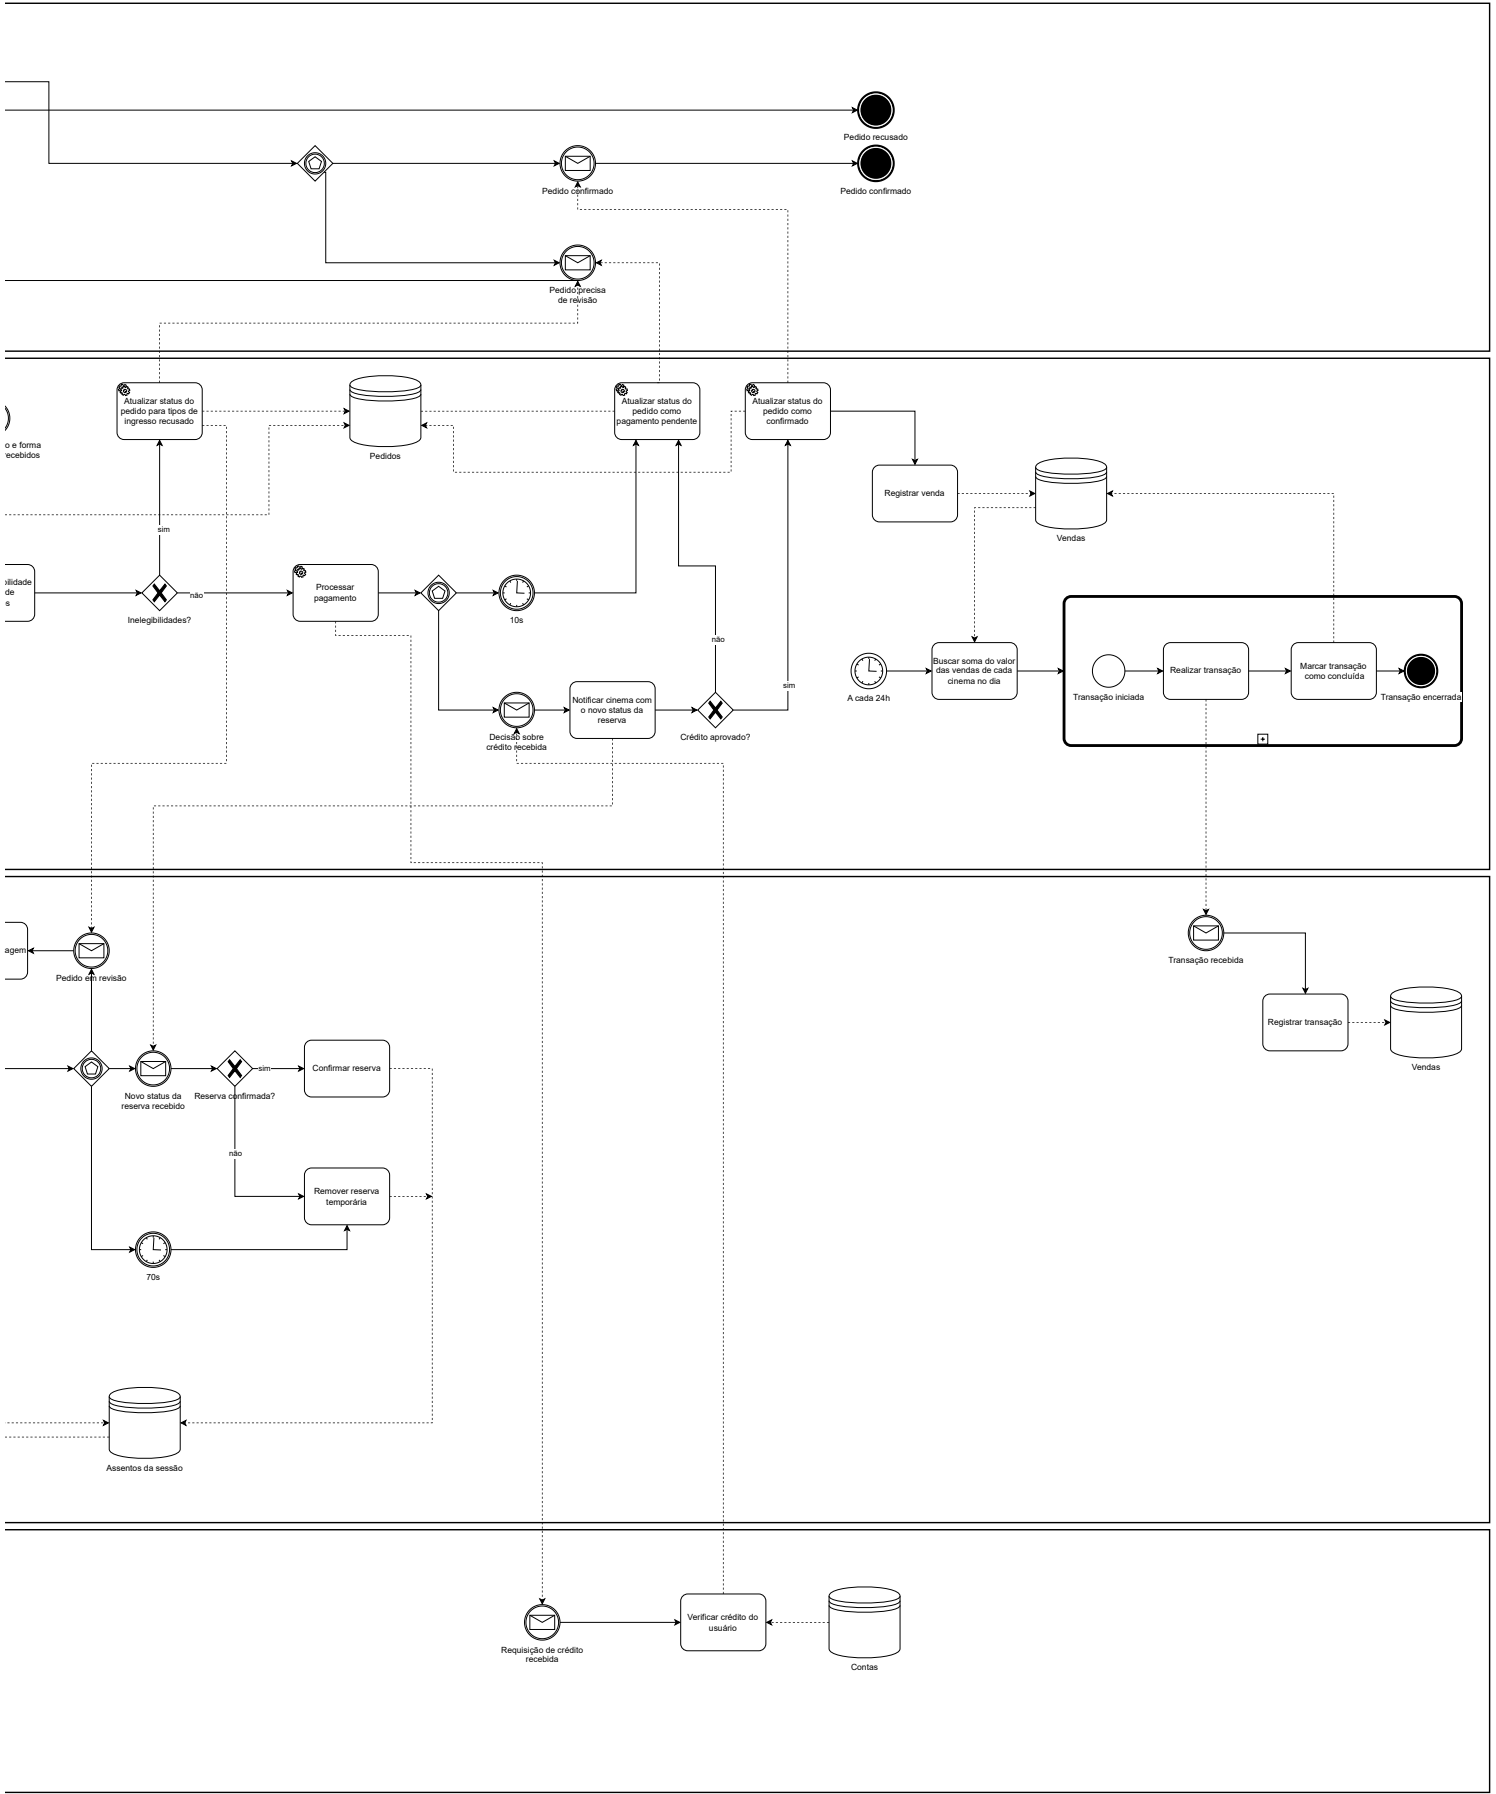 Pedido recusado
Pedido confirmado
Pedido confirmado
Pedido precisa
de revisão
Atualizar status do
pedido para tipos de
ingresso recusado
Pedidos
Atualizar status do
pedido como
pagamento pendente
Atualizar status do
pedido como
confirmado
o e forma
ecebidos
Registrar venda
Vendas
sim
não
Inelegibilidades?
bilidade
de
s
Processar
pagamento
10s
não
sim
A cada 24h
Buscar soma do valor
das vendas de cada
cinema no dia
Transação iniciada
Realizar transação
Marcar transação
como concluída
Transação encerrada
Decisão sobre
crédito recebida
Notificar cinema com
o novo status da
reserva
Crédito aprovado?
agem
Pedido em revisão
Transação recebida
Registrar transação
Vendas
Novo status da
reserva recebido
Reserva confirmada?
sim
Confirmar reserva
não
Remover reserva
temporária
70s
Assentos da sessão
Requisição de crédito
recebida
Verificar crédito do
usuário
Contas